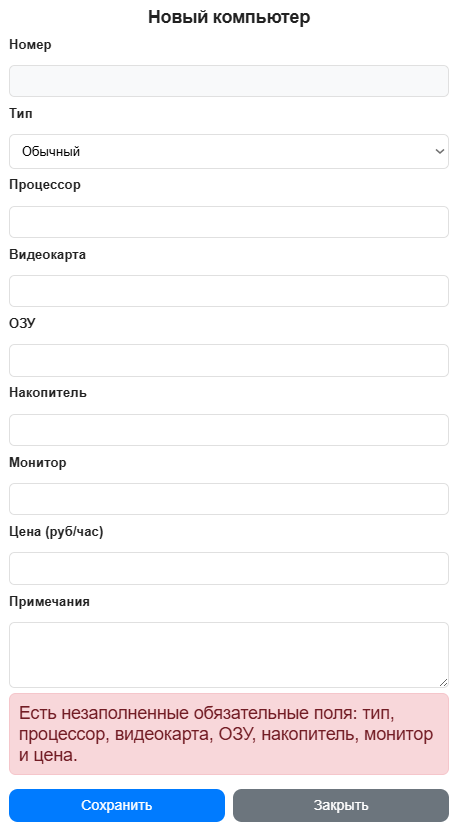 Новый компьютер
Номер
Тип
Обычный
Процессор
Видеокарта
ОЗУ
Накопитель
Монитор
Цена (руб/час)
Примечания
Есть незаполненные обязательные поля: тип,
процессор, видеокарта, ОЗУ, накопитель, монитор
и цена.
Сохранить
Закрыть